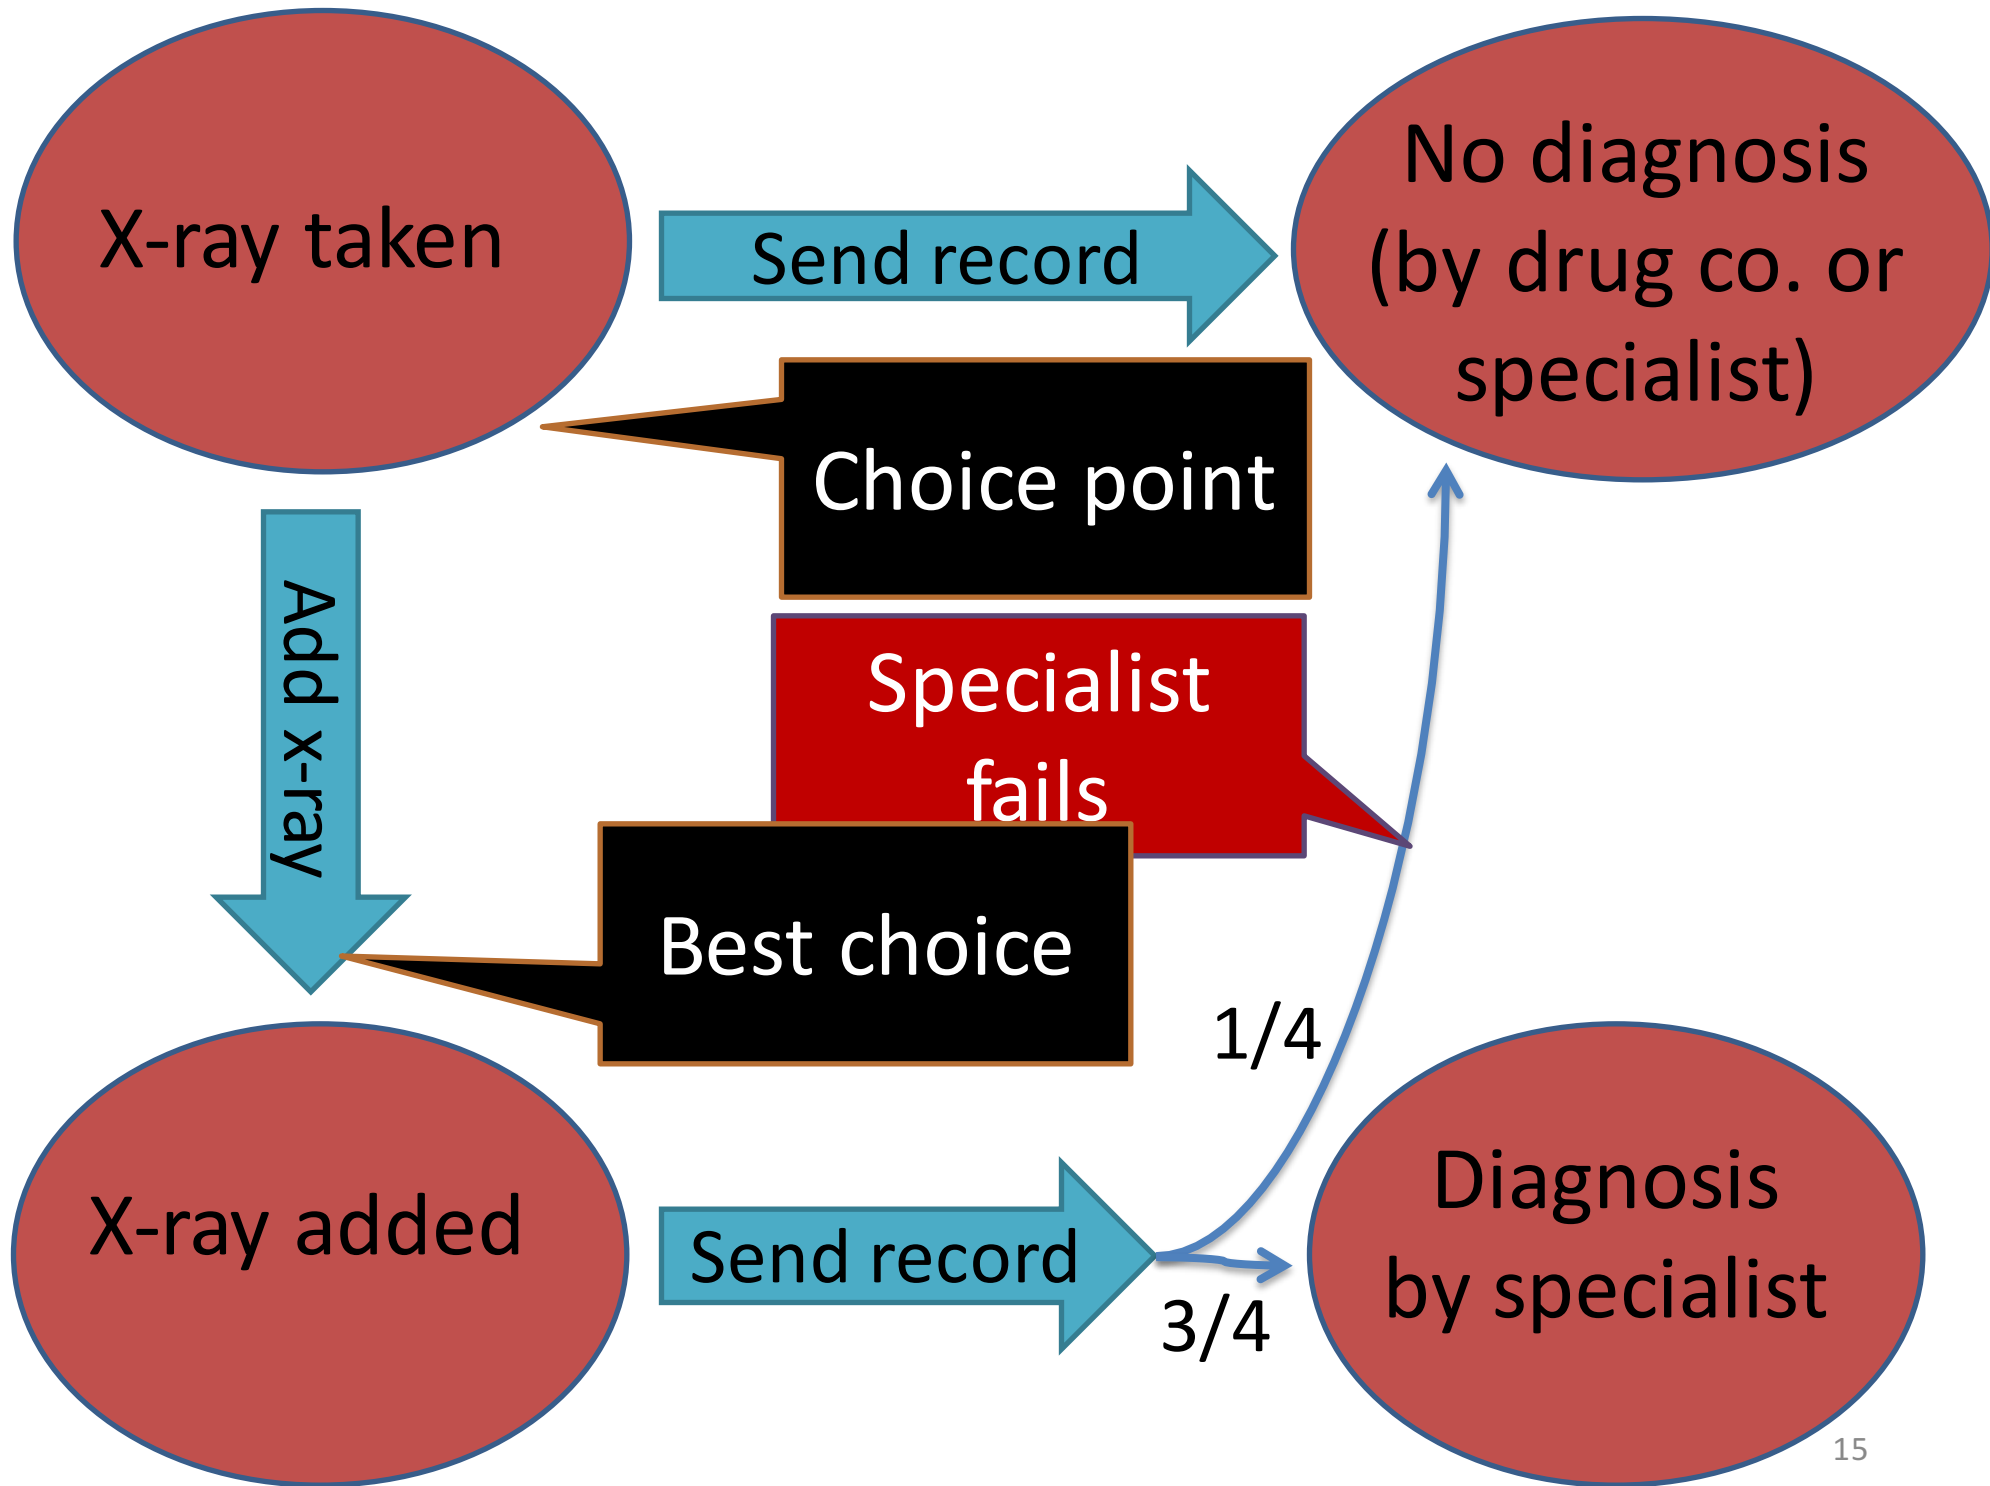 X-ray taken
Send record
No diagnosis
(by drug co. or
specialist)
Choice point
Add x-ray
Specialist
fails
Best choice
1/4
X-ray added
Send record
3/4
Diagnosis
by specialist
15